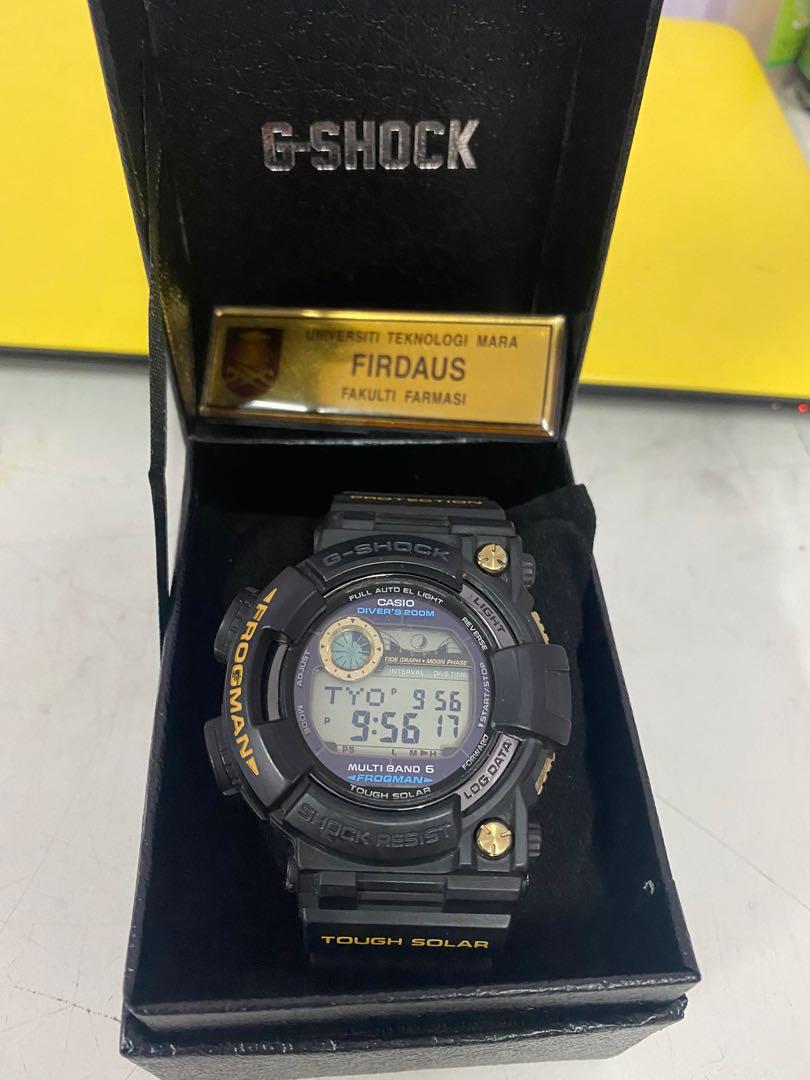 G-SHOCK
UNIVERSITI TEKNOLOGI MARA
FIRDAUS
FAKULTI FARMASI
PROTECTION
G-SHOCK
FULL AUTO EL LIGHT
CASIO
DIVER'S 200M
LIGHT
REVERSE
FROGMAN
ADJUST
TIDE GRAPH • MOON PHASE
INTERVAL DIVE TIME
START/STOP
TYO P 9 56
P 9:56 17
MODE
PS L M H
FORWARD
LOG DATA
MULTI BAND 6
FROGMAN
TOUGH SOLAR
SHOCK RESIST
TOUGH SOLAR